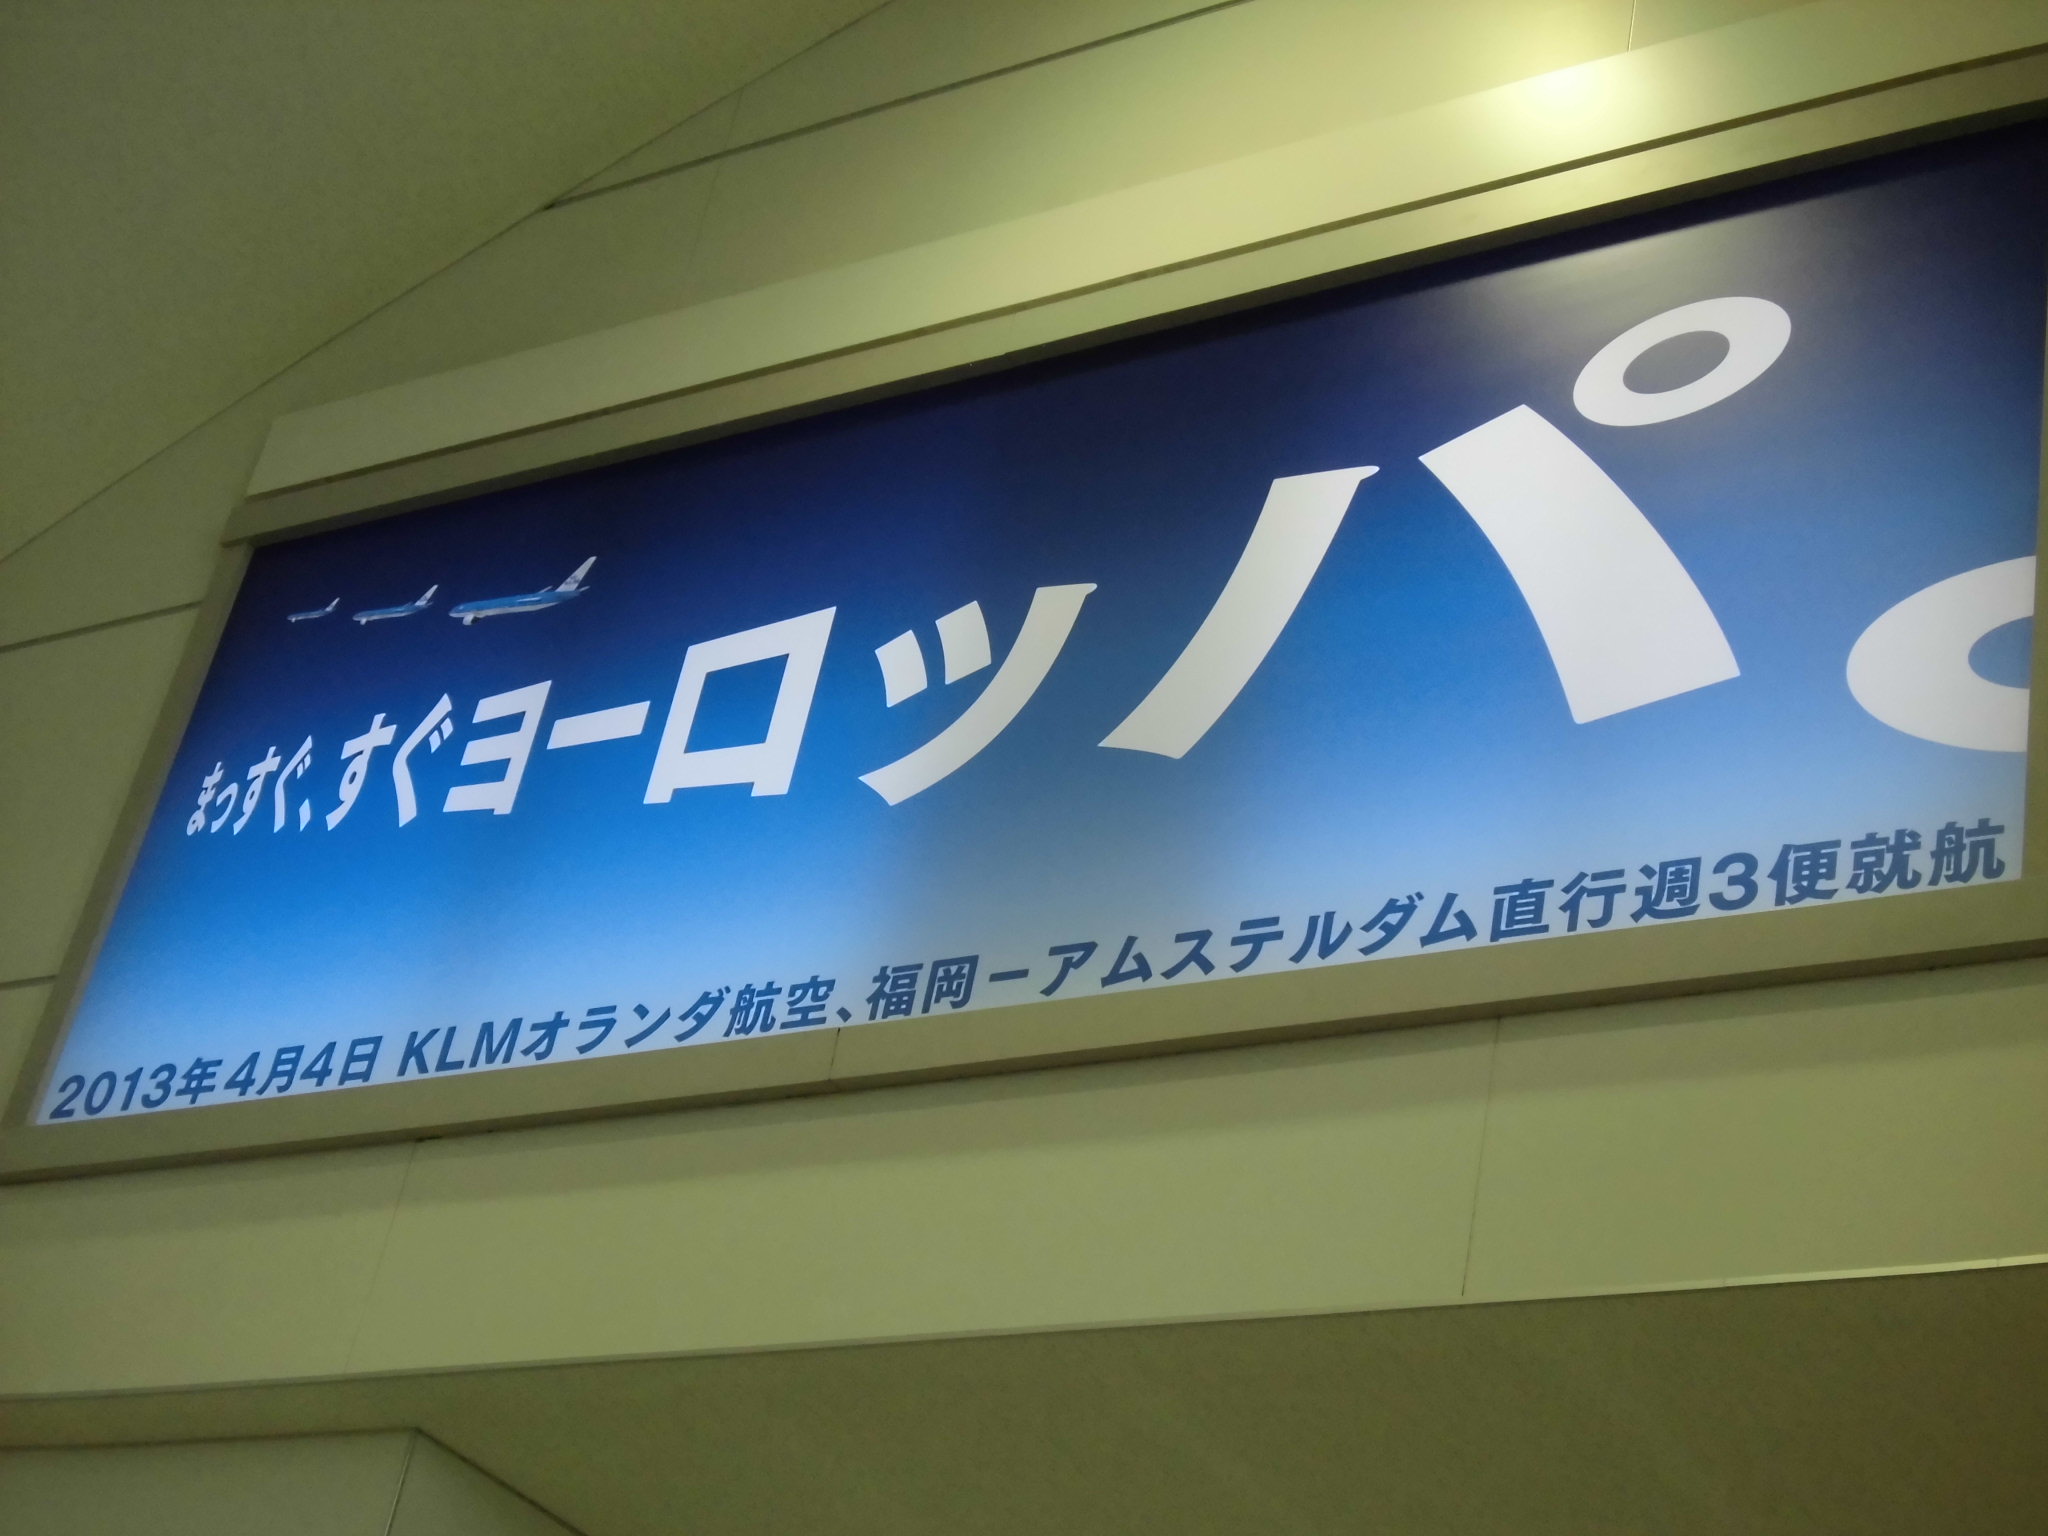 まっすぐ、すぐヨーロッパ。
2013年4月4日 KLMオランダ航空、福岡－アムステルダム直行週3便就航